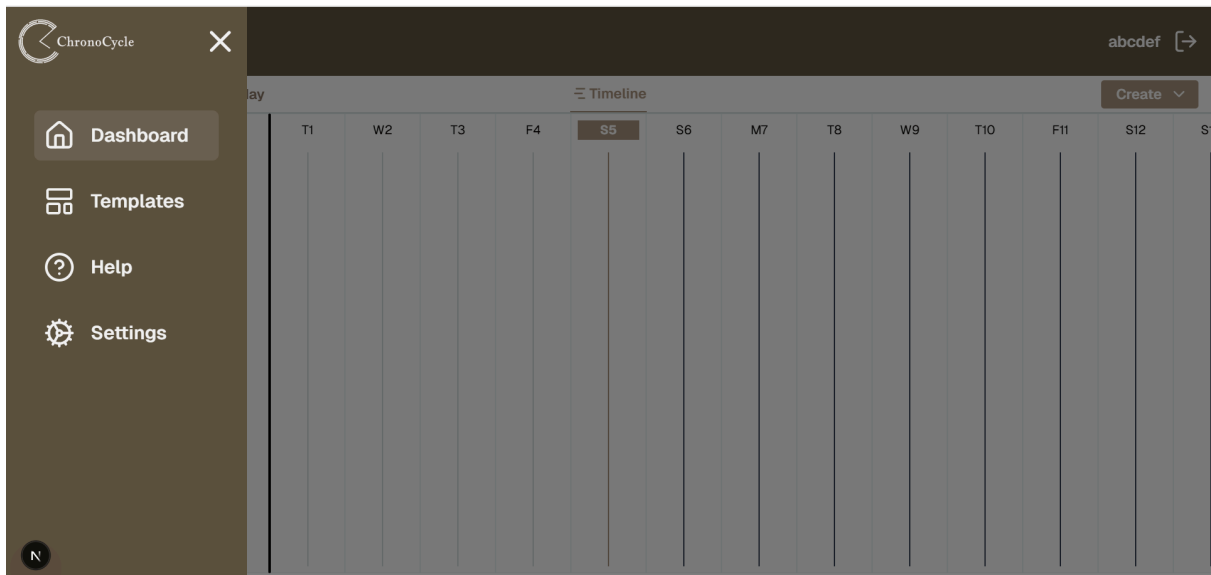 ChronoCycle
abcdef
Dashboard
Templates
Help
Settings
N
lay
Timeline
Create
T1 W2 T3 F4 S5 S6 M7 T8 W9 T10 F11 S12